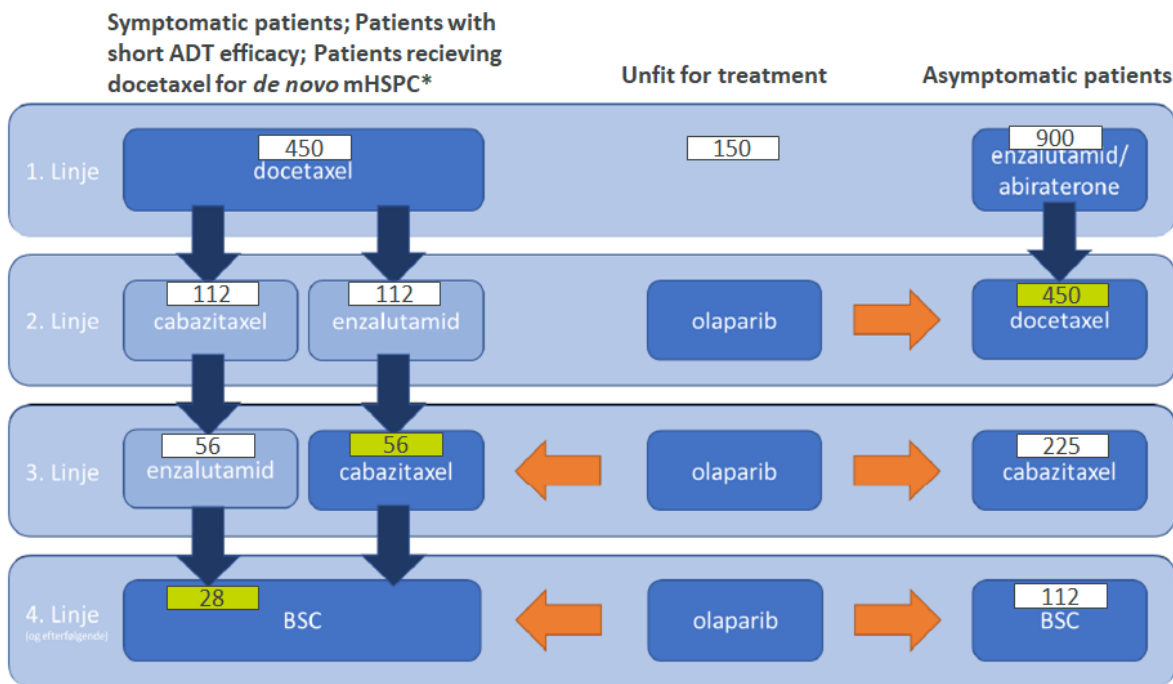 Symptomatic patients; Patients with
short ADT efficacy; Patients recieving
docetaxel for de novo mHSPC*
Unfit for treatment
Asymptomatic patients
1. Linje
450
docetaxel
150
900
enzalutamid/
abiraterone
2. Linje
112
cabazitaxel
112
enzalutamid
olaparib
450
docetaxel
3. Linje
56
enzalutamid
56
cabazitaxel
olaparib
225
cabazitaxel
4. Linje
(og efterfølgende)
28
BSC
olaparib
112
BSC